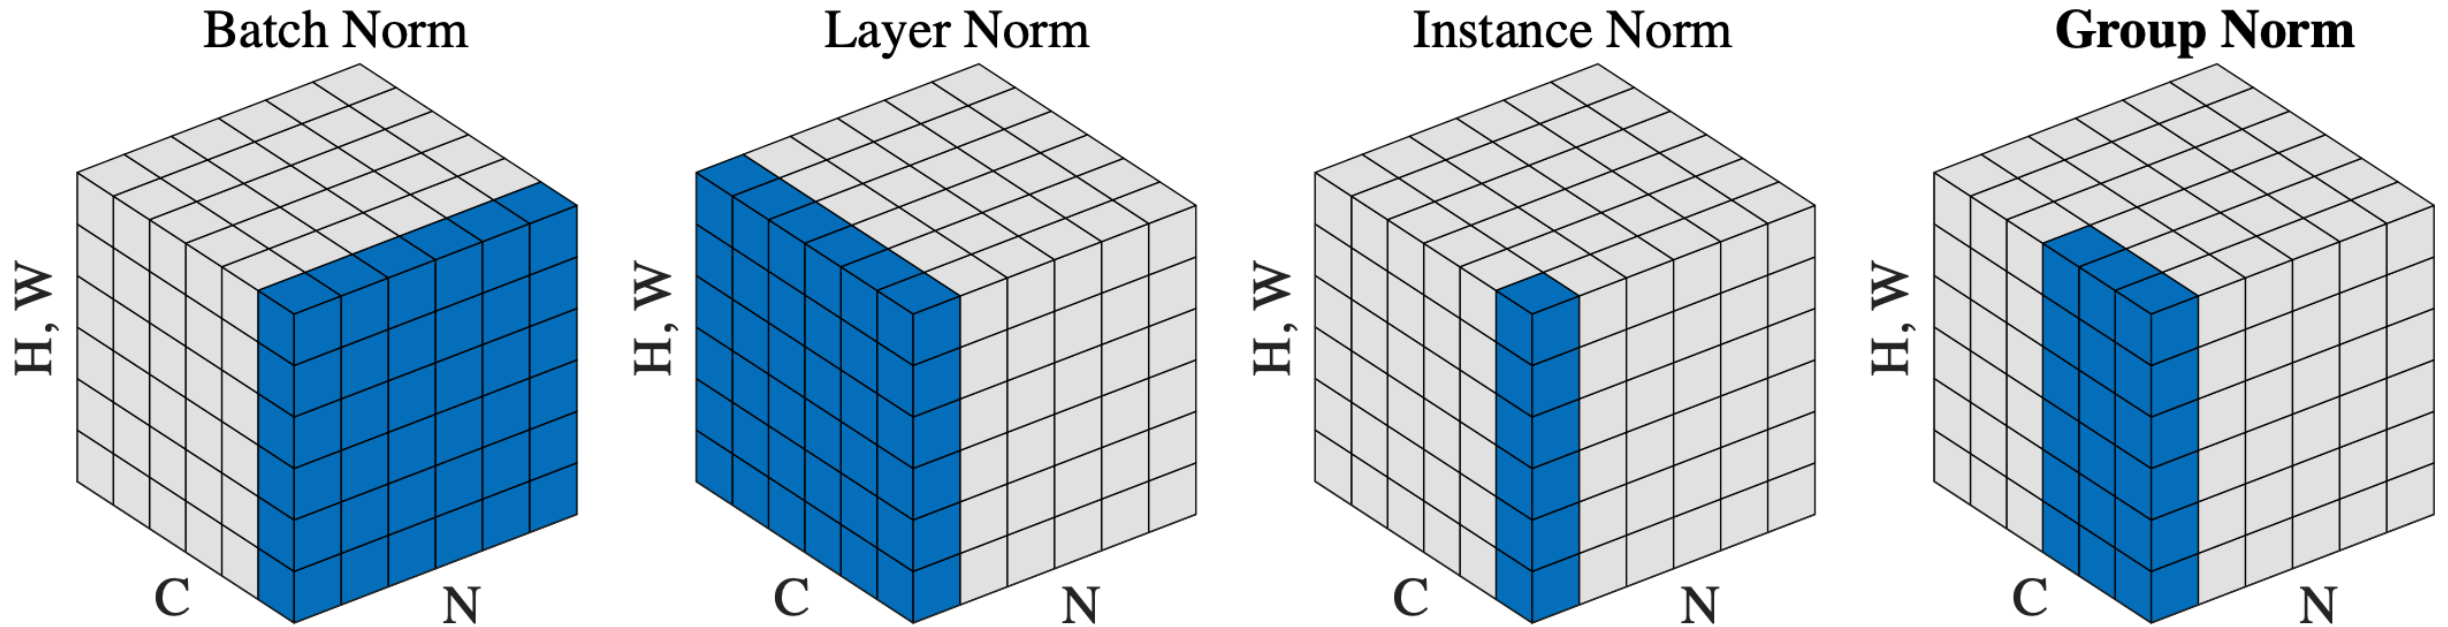 Batch Norm
Layer Norm
Instance Norm
Group Norm
H, W
C
N
H, W
C
N
H, W
C
N
H, W
C
N